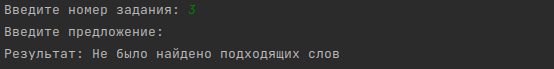 Введите номер задания: 3
Введите предложение:
Результат: Не было найдено подходящих слов